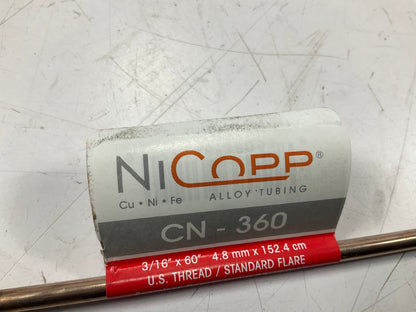 NiCopp®
Cu • Ni • Fe ALLOY TUBING
CN - 360
3/16" x 60" 4.8 mm x 152.4 cm
U.S. THREAD / STANDARD FLARE